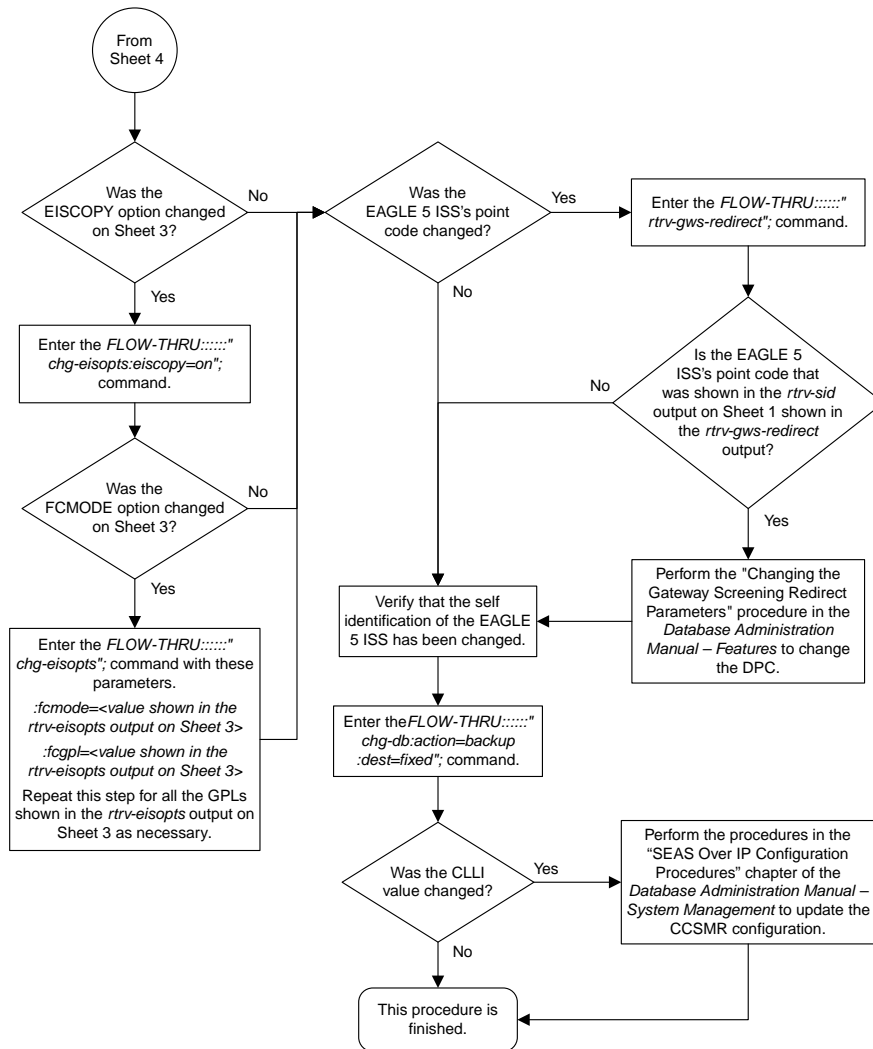 From
Sheet 4
Was the
EISCOPY option changed
on Sheet 3?
No
Yes
Enter the FLOW-THRU::::::"
chg-eisopts:eiscopy=on";
command.
Was the
FCMODE option changed
on Sheet 3?
No
Yes
Enter the FLOW-THRU::::::"
chg-eisopts"; command with these
parameters.
:fcmode=<value shown in the
rtrv-eisopts output on Sheet 3>
:fcgpl=<value shown in the
rtrv-eisopts output on Sheet 3>
Repeat this step for all the GPLs
shown in the rtrv-eisopts output on
Sheet 3 as necessary.
Was the
EAGLE 5 ISS's point
code changed?
Yes
No
Enter the FLOW-THRU::::::"
rtrv-gws-redirect"; command.
Is the EAGLE 5
ISS's point code that
was shown in the rtrv-sid
output on Sheet 1 shown in
the rtrv-gws-redirect
output?
No
Yes
Perform the "Changing the
Gateway Screening Redirect
Parameters" procedure in the
Database Administration
Manual – Features to change
the DPC.
Verify that the self
identification of the EAGLE
5 ISS has been changed.
Enter theFLOW-THRU::::::"
chg-db:action=backup
:dest=fixed"; command.
Was the CLLI
value changed?
Yes
No
Perform the procedures in the
“SEAS Over IP Configuration
Procedures” chapter of the
Database Administration Manual –
System Management to update the
CCSMR configuration.
This procedure is
finished.